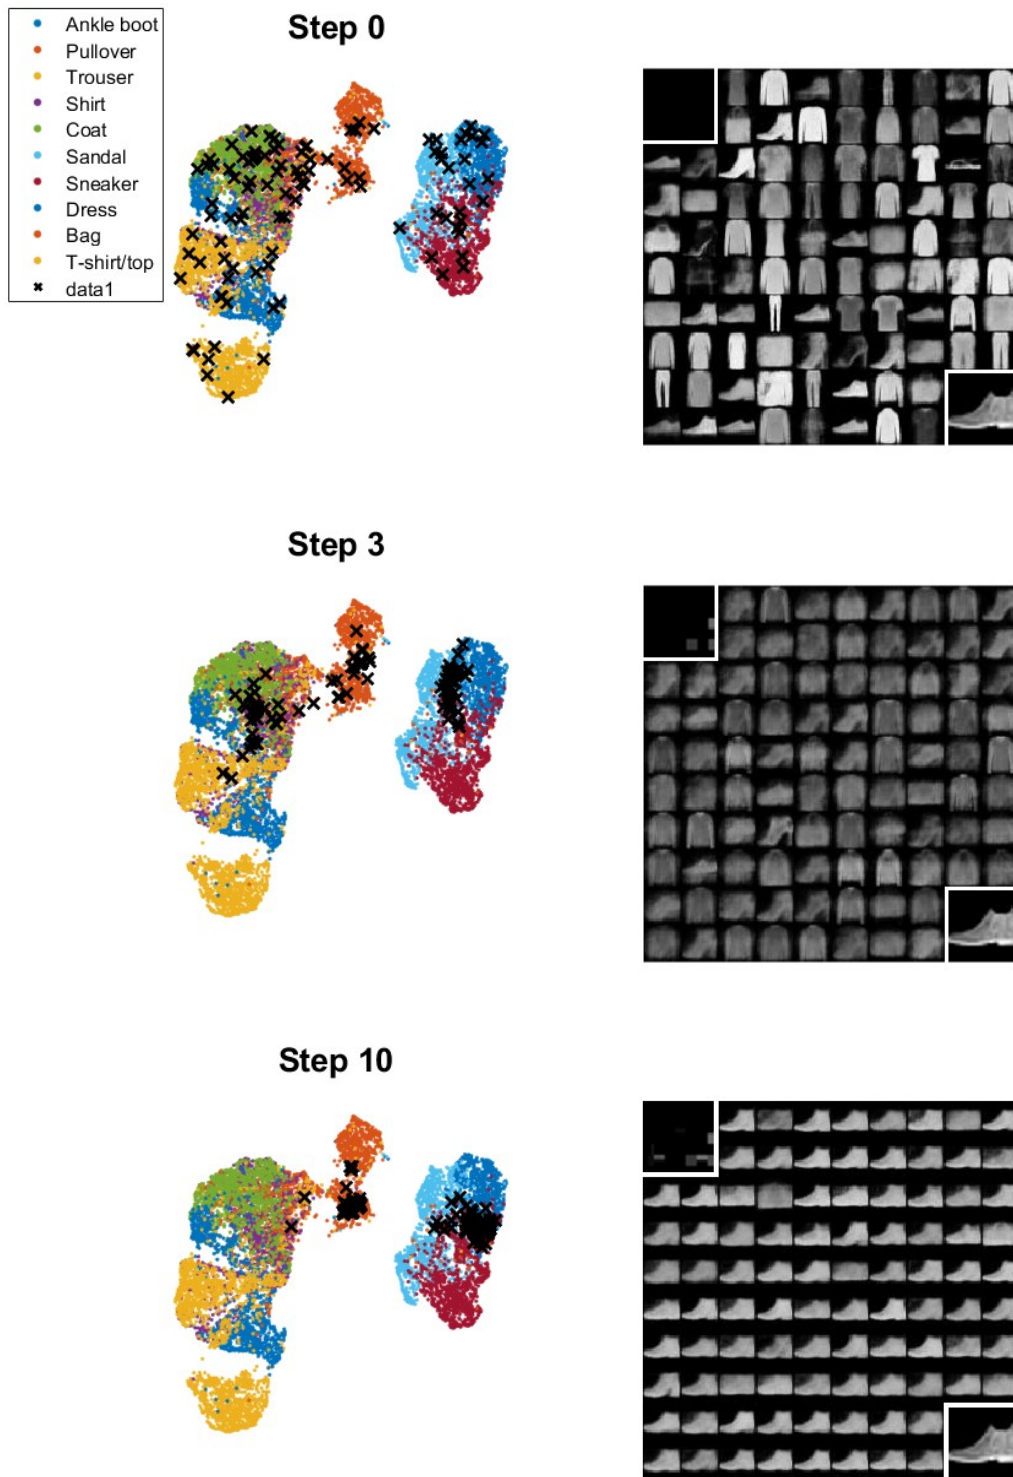 Step 0
Ankle boot
Pullover
Trouser
Shirt
Coat
Sandal
Sneaker
Dress
Bag
T-shirt/top
data1
Step 3
Step 10